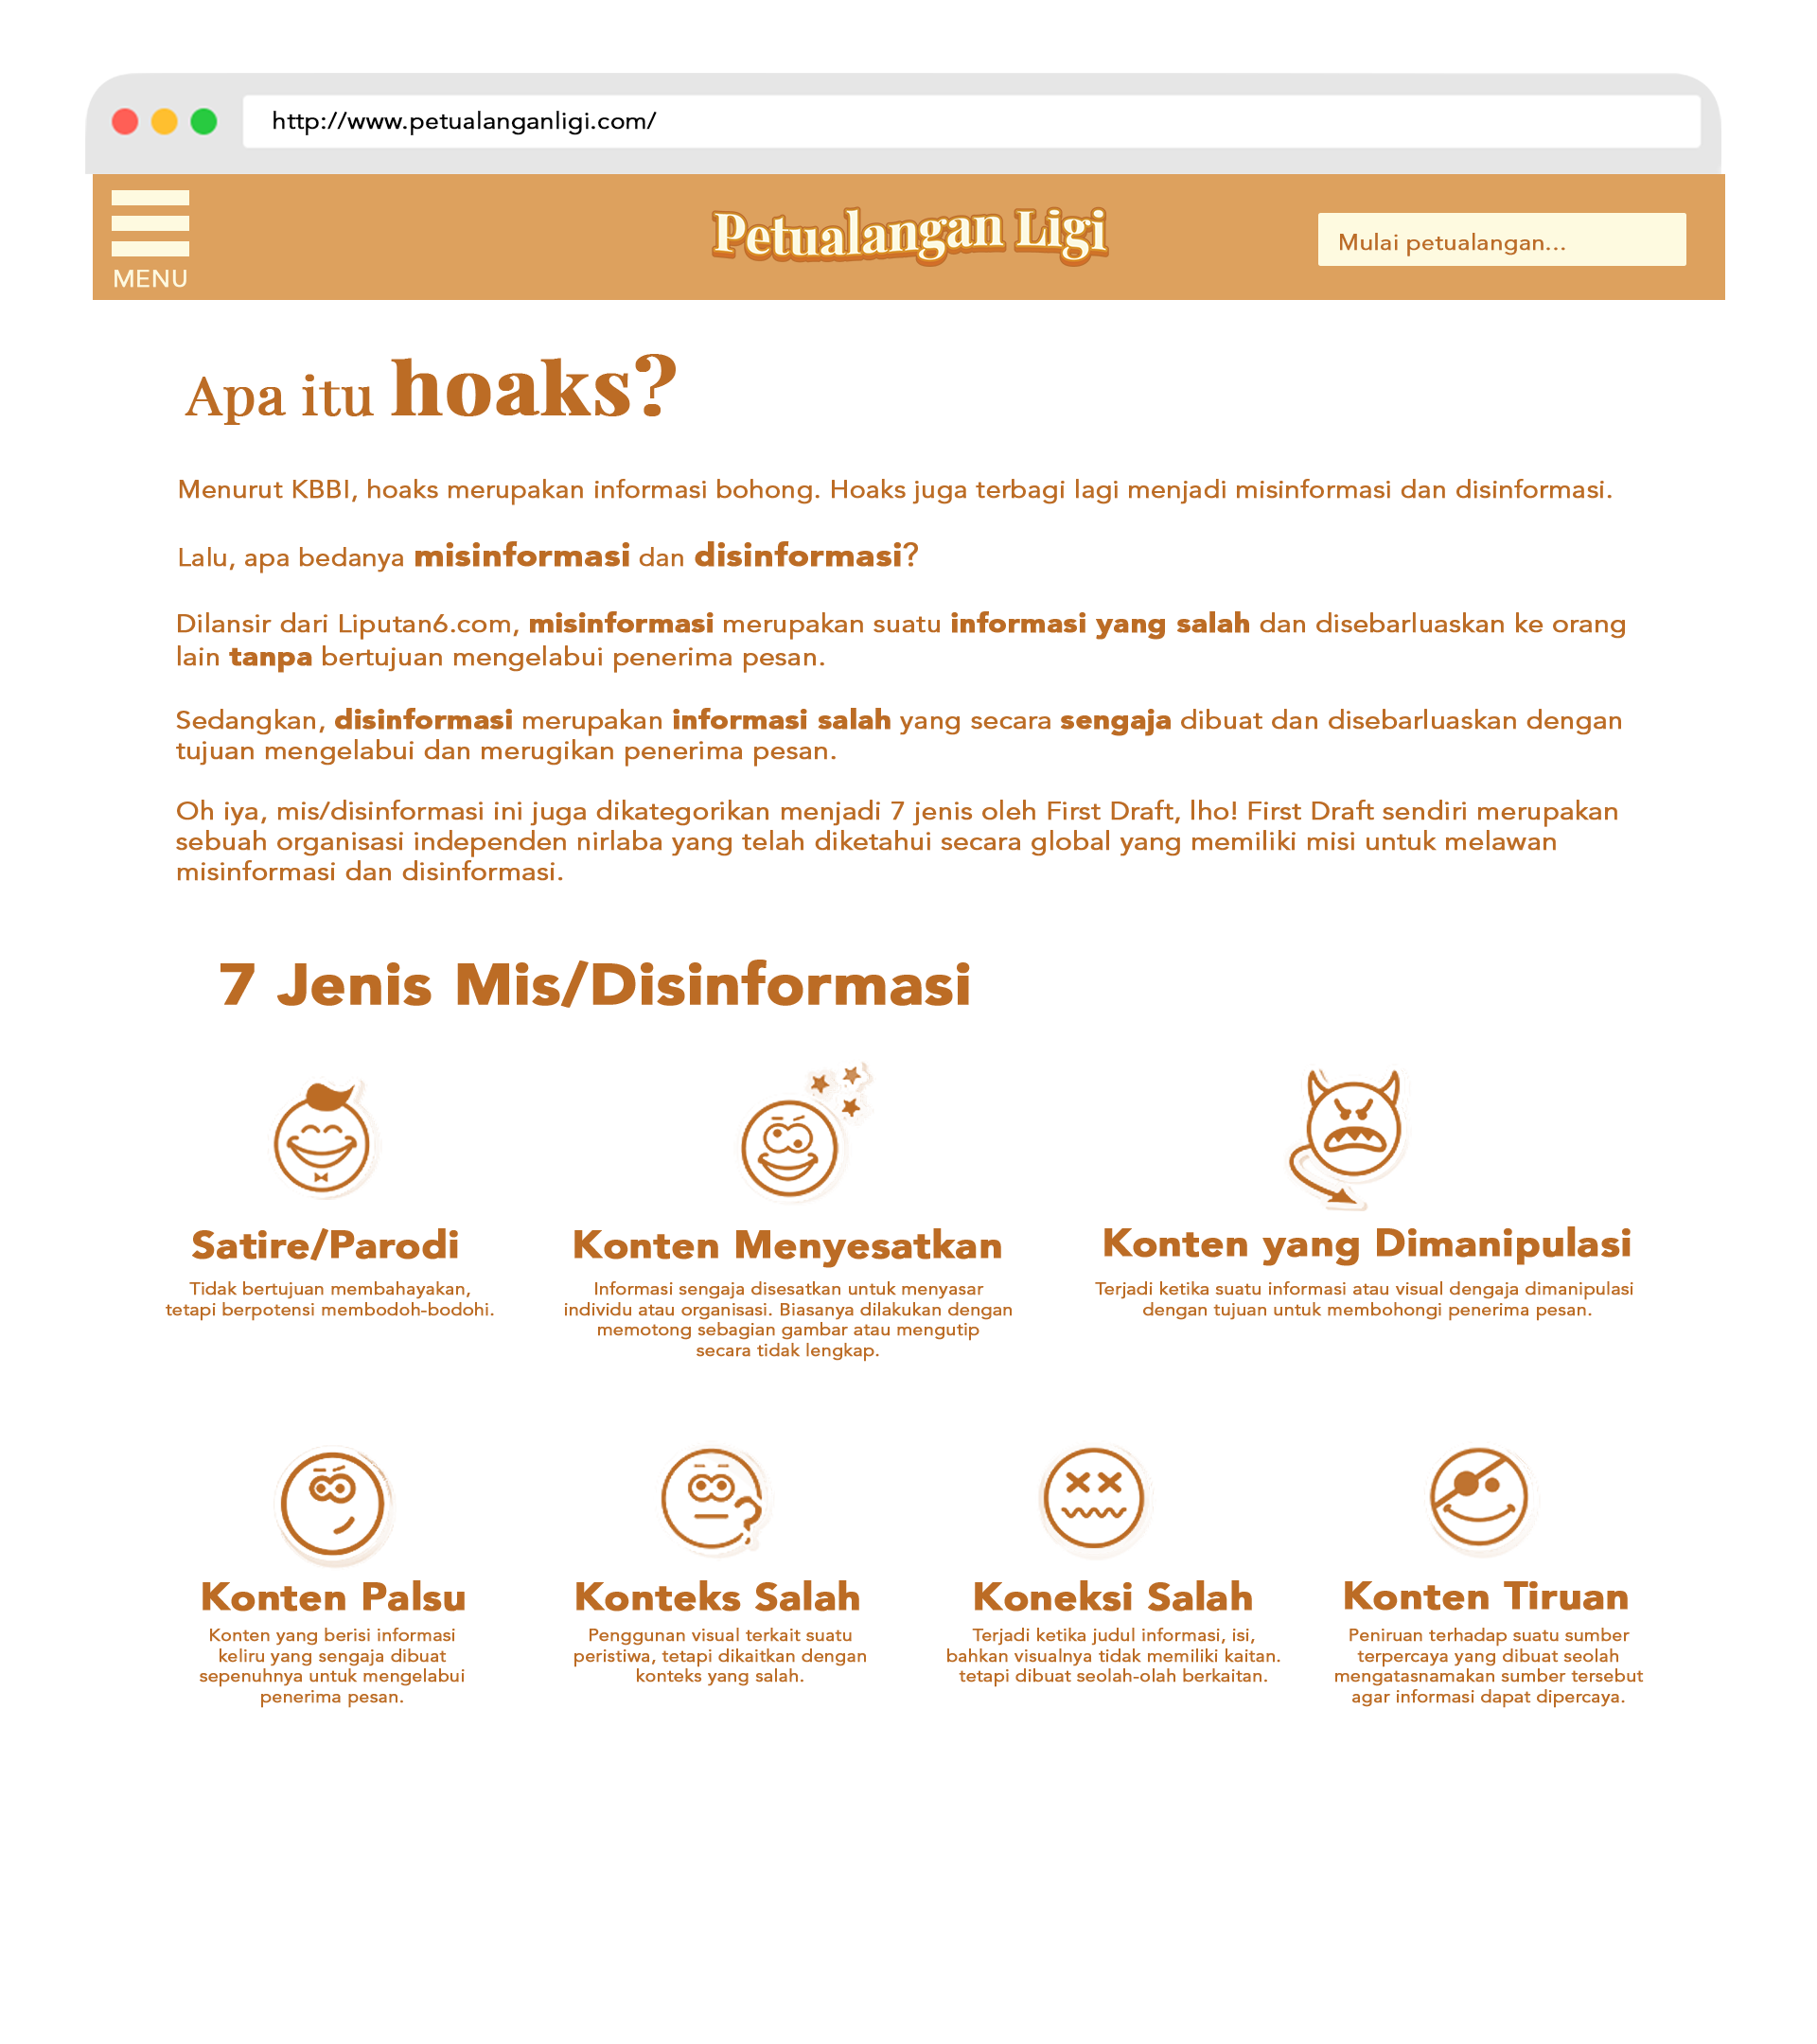 http://www.petualanganligi.com/
MENU
Petualangan Ligi
Mulai petualangan...
Apa itu hoaks?
Menurut KBBI, hoaks merupakan informasi bohong. Hoaks juga terbagi lagi menjadi misinformasi dan disinformasi.
Lalu, apa bedanya misinformasi dan disinformasi?
Dilansir dari Liputan6.com, misinformasi merupakan suatu informasi yang salah dan disebarluaskan ke orang
lain tanpa bertujuan mengelabui penerima pesan.
Sedangkan, disinformasi merupakan informasi salah yang secara sengaja dibuat dan disebarluaskan dengan
tujuan mengelabui dan merugikan penerima pesan.
Oh iya, mis/disinformasi ini juga dikategorikan menjadi 7 jenis oleh First Draft, lho! First Draft sendiri merupakan
sebuah organisasi independen nirlaba yang telah diketahui secara global yang memiliki misi untuk melawan
misinformasi dan disinformasi.
7 Jenis Mis/Disinformasi
Satire/Parodi
Tidak bertujuan membahayakan,
tetapi berpotensi membodoh-bodohi.
Konten Menyesatkan
Informasi sengaja disesatkan untuk menyasar
individu atau organisasi. Biasanya dilakukan dengan
memotong sebagian gambar atau mengutip
secara tidak lengkap.
Konten yang Dimanipulasi
Terjadi ketika suatu informasi atau visual dengaja dimanipulasi
dengan tujuan untuk membohongi penerima pesan.
Konten Palsu
Konten yang berisi informasi
keliru yang sengaja dibuat
sepenuhnya untuk mengelabui
penerima pesan.
Konteks Salah
Penggunan visual terkait suatu
peristiwa, tetapi dikaitkan dengan
konteks yang salah.
Koneksi Salah
Terjadi ketika judul informasi, isi,
bahkan visualnya tidak memiliki kaitan.
tetapi dibuat seolah-olah berkaitan.
Konten Tiruan
Peniruan terhadap suatu sumber
terpercaya yang dibuat seolah
mengatasnamakan sumber tersebut
agar informasi dapat dipercaya.